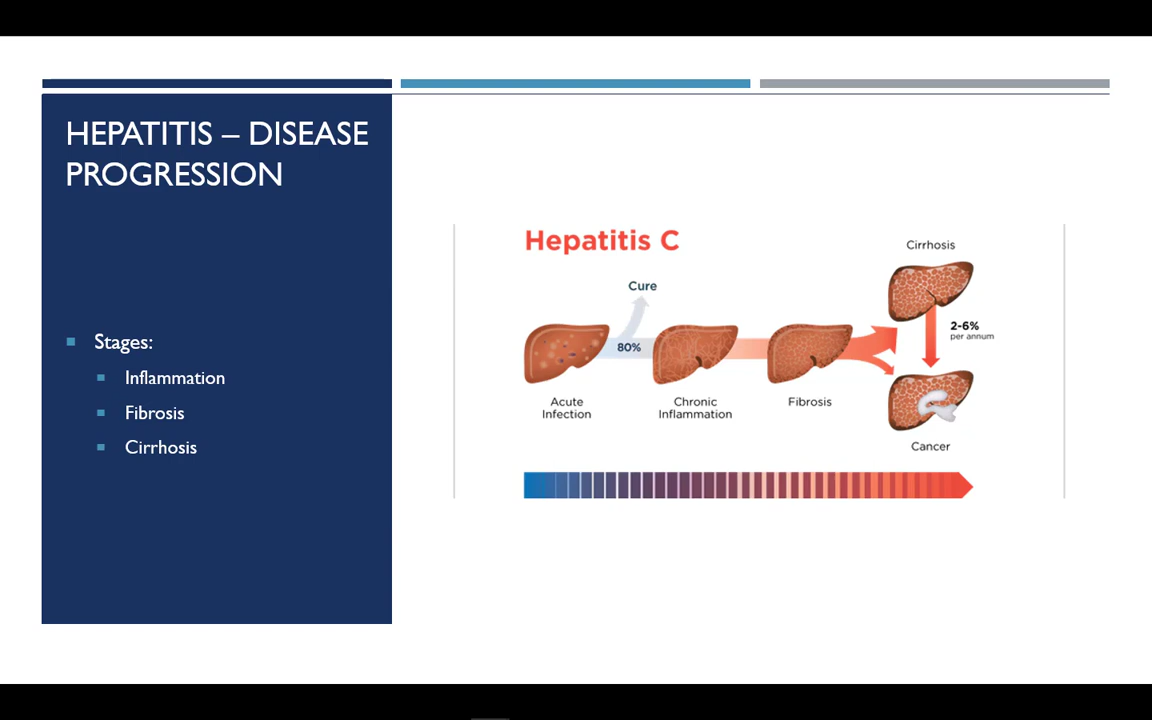 HEPATITIS – DISEASE
PROGRESSION
Stages:
Inflammation
Fibrosis
Cirrhosis
Hepatitis C
Cure
80%
Acute
Infection
Chronic
Inflammation
Fibrosis
Cirrhosis
2-6%
per annum
Cancer